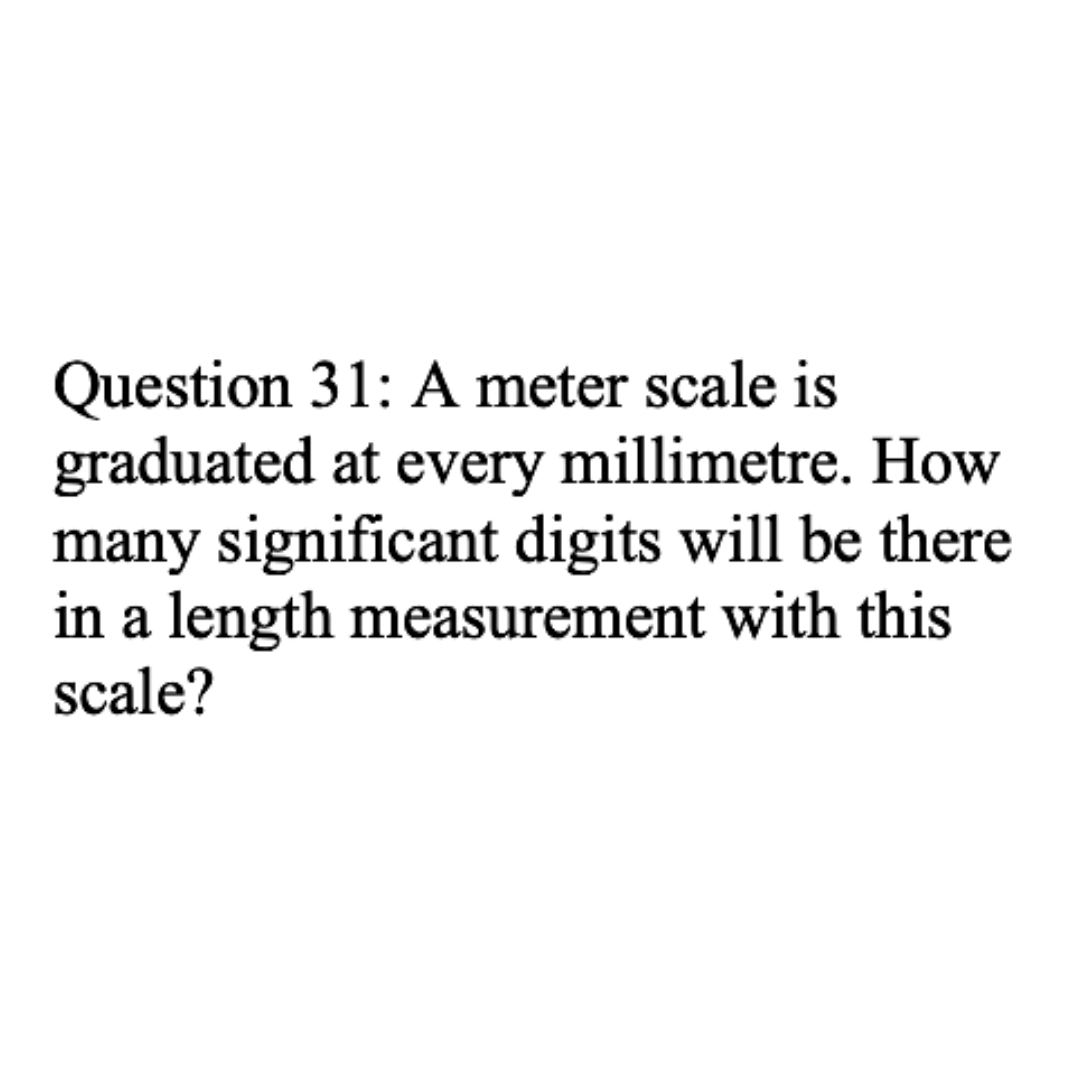 Question 31: A meter scale is
graduated at every millimetre. How
many significant digits will be there
in a length measurement with this
scale?